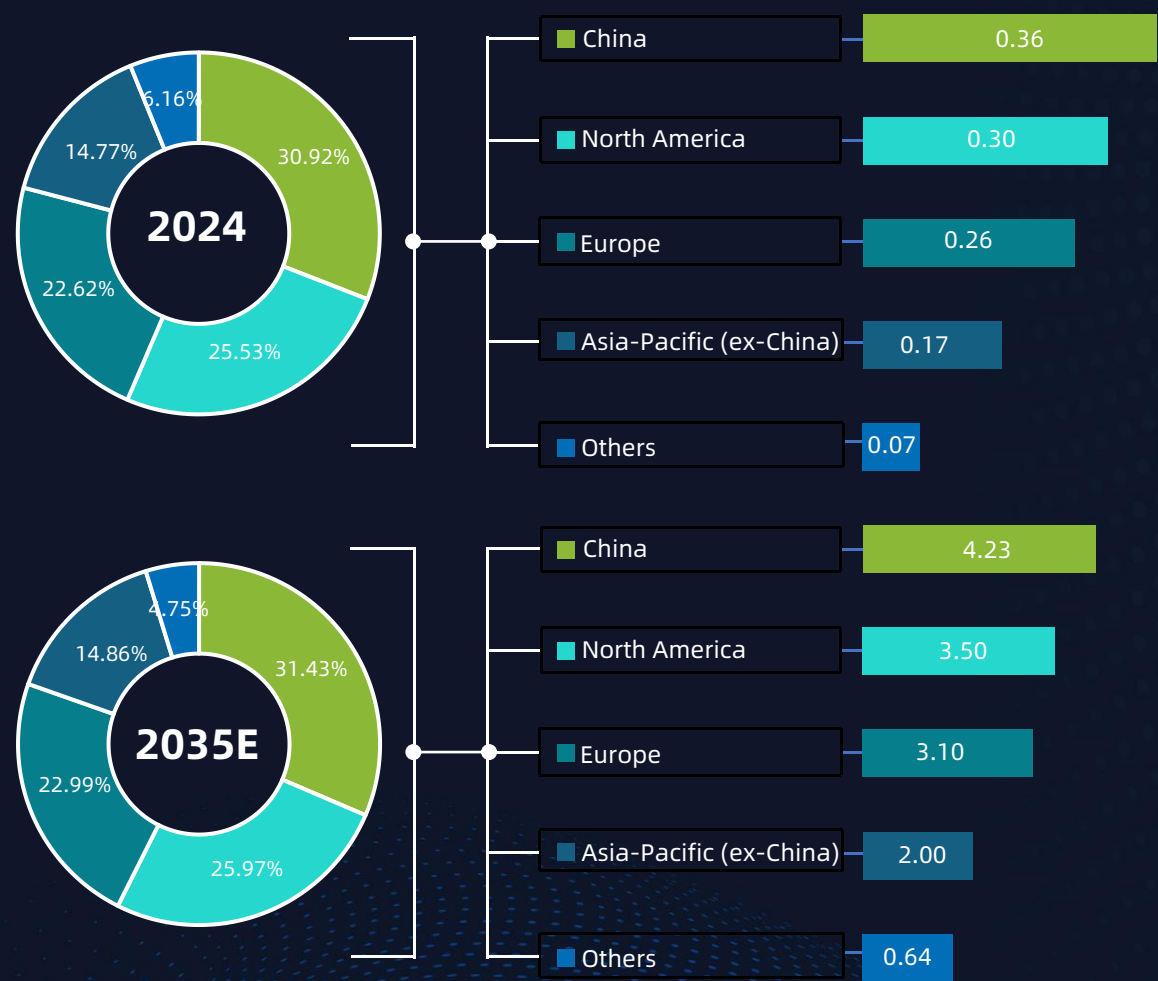 2024
30.92%
25.53%
22.62%
14.77%
6.16%
China
0.36
North America
0.30
Europe
0.26
Asia-Pacific (ex-China)
0.17
Others
0.07
2035E
31.43%
25.97%
22.99%
14.86%
4.75%
China
4.23
North America
3.50
Europe
3.10
Asia-Pacific (ex-China)
2.00
Others
0.64